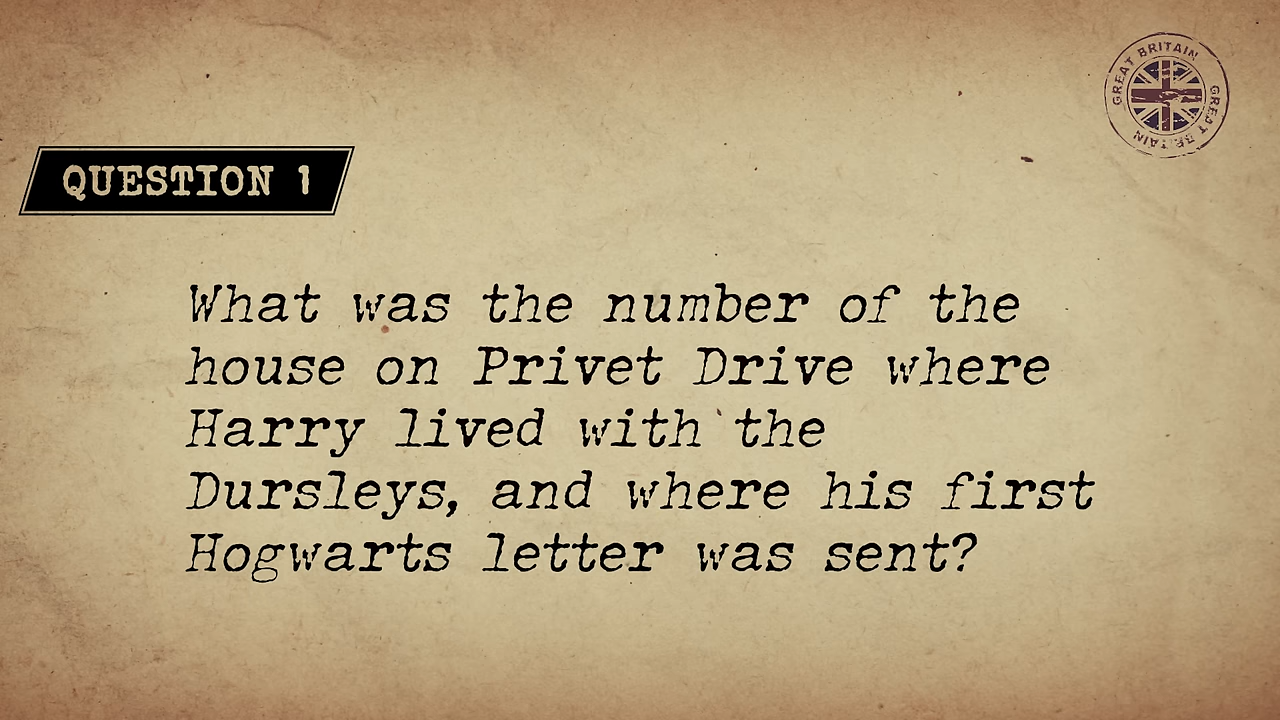 GREAT BRITAIN
GREAT BRITAIN
QUESTION 1
What was the number of the
house on Privet Drive where
Harry lived with the
Dursleys, and where his first
Hogwarts letter was sent?